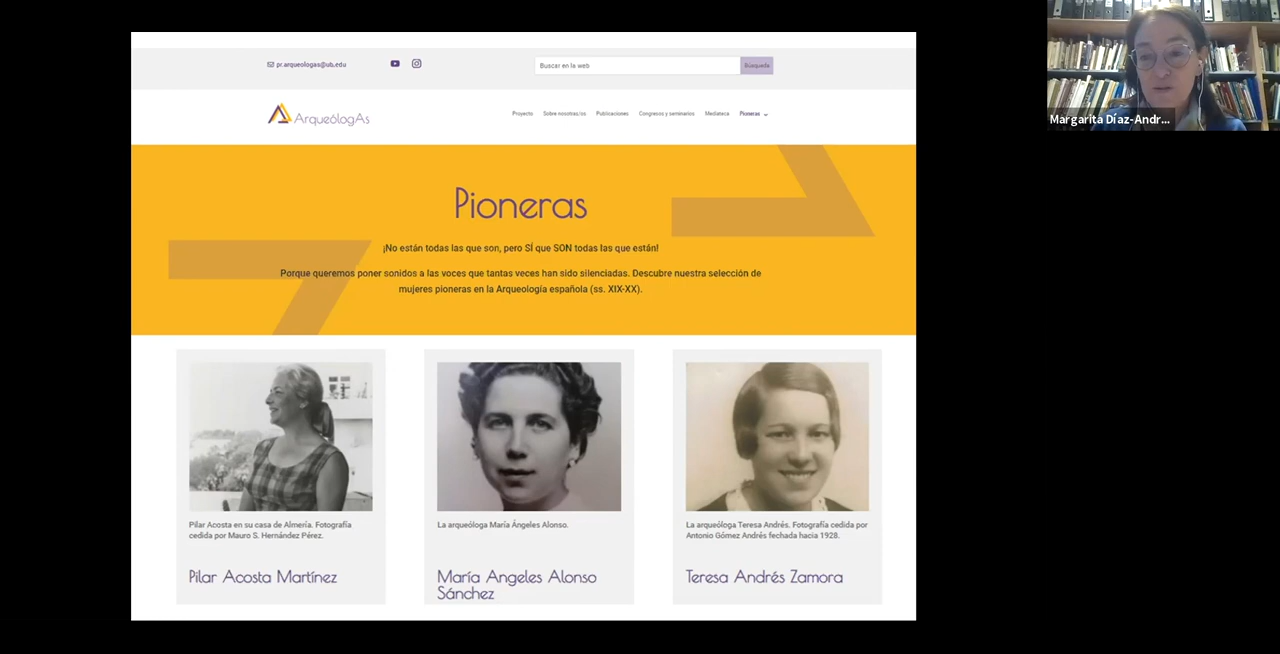 pr.arqueologas@ub.edu
Buscar en la web
Búsqueda
ArqueólogAs
Proyecto Sobre nosotras/os Publicaciones Congresos y seminarios Mediateca Pioneras
Pioneras
¡No están todas las que son, pero SÍ que SON todas las que están!
Porque queremos poner sonidos a las voces que tantas veces han sido silenciadas. Descubre nuestra selección de
mujeres pioneras en la Arqueología española (ss. XIX-XX).
Pilar Acosta en su casa de Almería. Fotografía
cedida por Mauro S. Hernández Pérez.
Pilar Acosta Martínez
La arqueóloga María Ángeles Alonso.
María Angeles Alonso
Sánchez
La arqueóloga Teresa Andrés. Fotografía cedida por
Antonio Gómez Andrés fechada hacia 1928.
Teresa Andrés Zamora
Margarita Díaz-Andr...